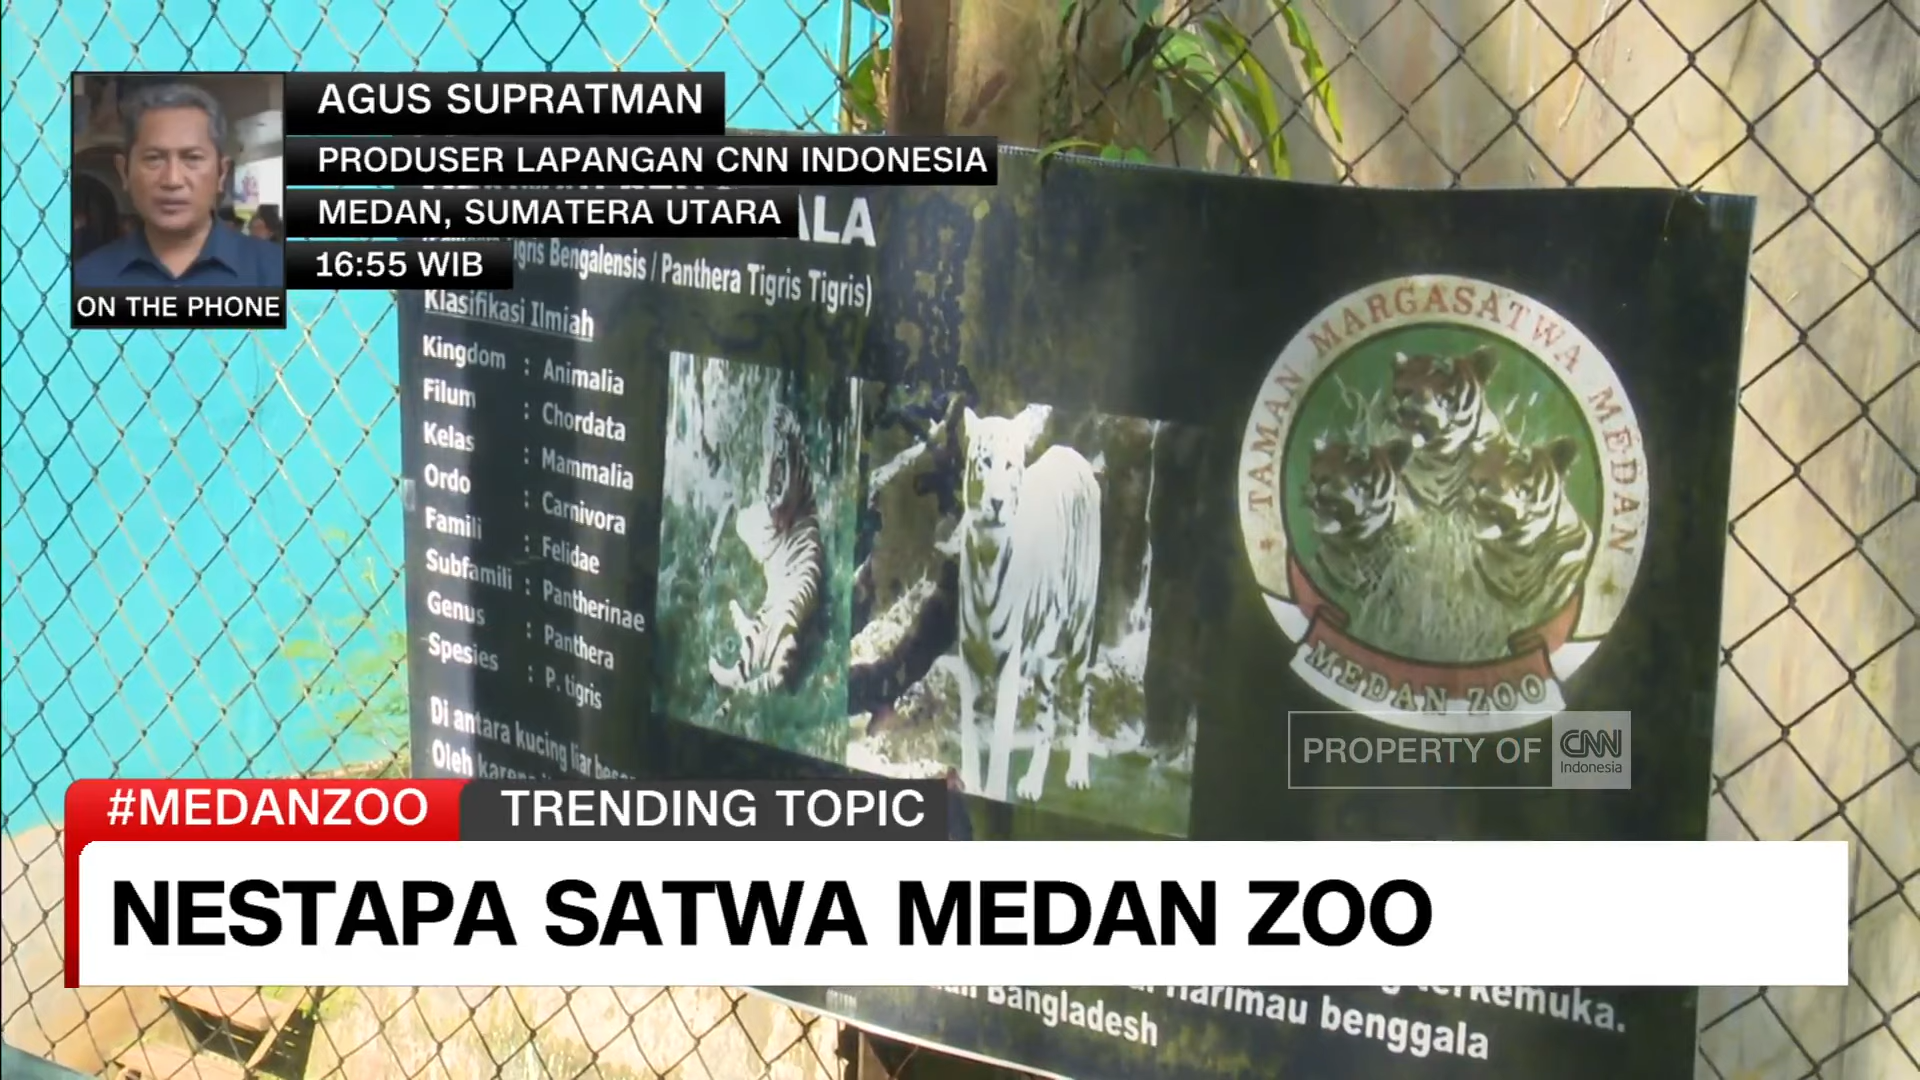 AGUS SUPRATMAN
PRODUSER LAPANGAN CNN INDONESIA
MEDAN, SUMATERA UTARA
16:55 WIB
ON THE PHONE
Bengalensis / Panthera Tigris Tigris)
Klasifikasi Ilmiah
Kingdom : Animalia
Filum : Chordata
Kelas : Mammalia
Ordo : Carnivora
Famili : Felidae
Subfamili : Pantherinae
Genus : Panthera
Spesies : P. tigris
Di antara kucing liar
Oleh
TAMAN MARGASATWA MEDAN
MEDAN ZOO
PROPERTY OF CNN Indonesia
#MEDANZOO TRENDING TOPIC
NESTAPA SATWA MEDAN ZOO
terkemuka.
Harimau benggala
Bangladesh